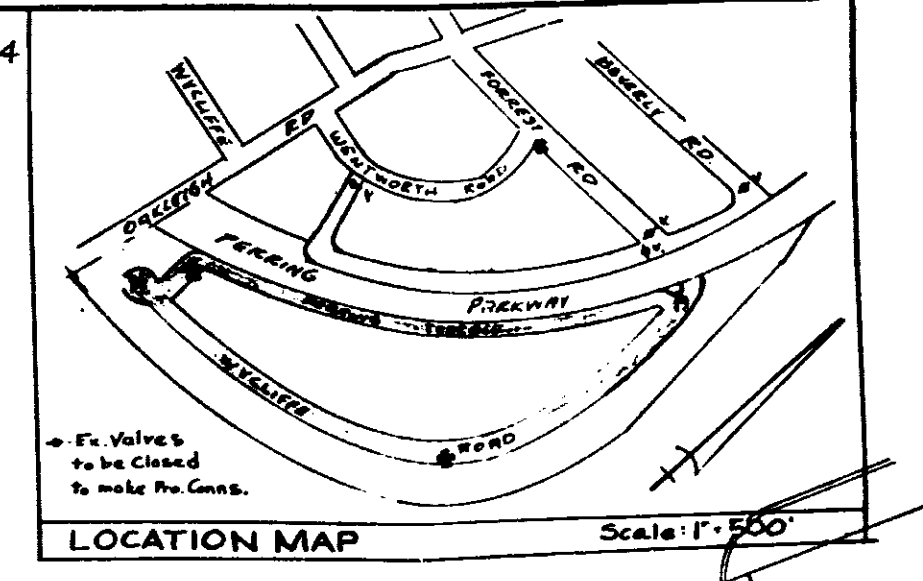 4
WYCLIFFE
OAKLEIGH RD
WENTWORTH ROAD
FORREST RD
BEVERLY RD.
PERRING PARKWAY
WYCLIFFE ROAD
Ex. Valves
to be Closed
to make Pro. Conns.
LOCATION MAP
Scale: 1" = 500'